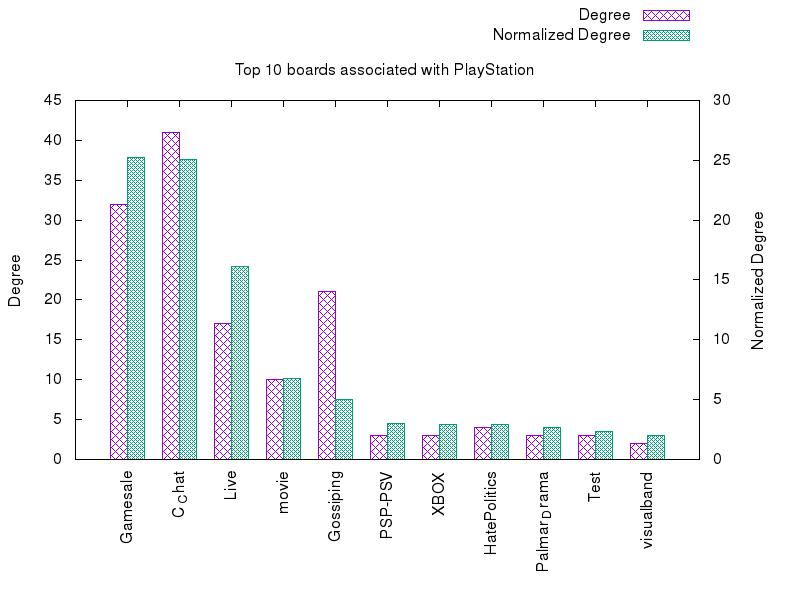 Degree
Normalized Degree
Top 10 boards associated with PlayStation
45
40
35
30
25
20
15
10
5
0
Degree
30
25
20
15
10
5
0
Normalized Degree
Gamesale
C_Chat
Live
movie
Gossiping
PSP-PSV
XBOX
HatePolitics
Palmar_Drama
Test
visualband